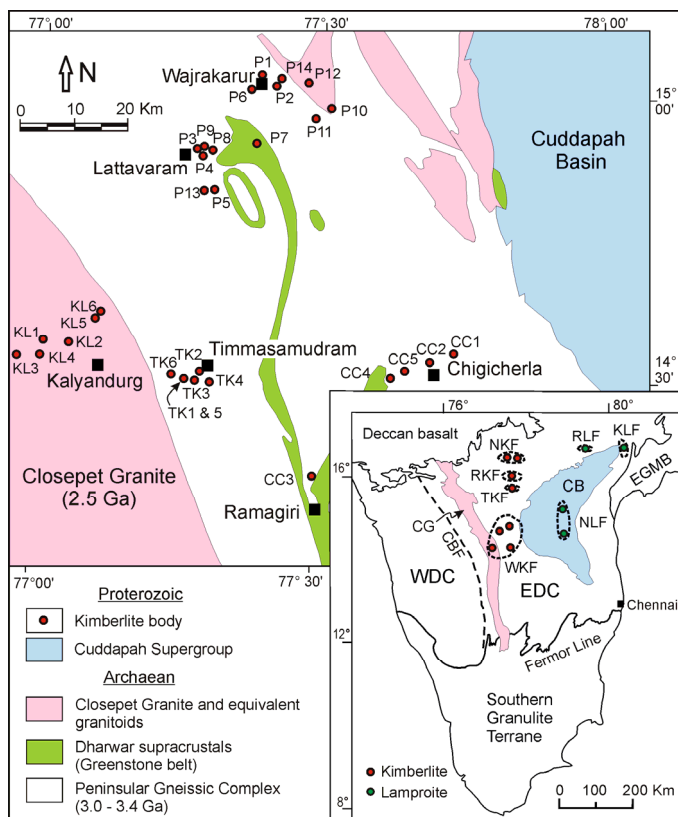 77° 00'
77° 30'
78° 00'
N
0 10 20 Km
Wajrakarur
P1
P14
P12
P6
P2
P10
P11
15° 00'
P9
P3
P8
P7
P4
Lattavaram
P13
P5
Cuddapah
Basin
KL6
KL5
KL1
KL2
KL3
KL4
Kalyandurg
Timmasamudram
TK2
TK6
TK4
TK3
TK1 & 5
CC1
CC2
CC5
CC4
Chigicherla
14° 30'
Closepet Granite
(2.5 Ga)
CC3
Ramagiri
77° 00'
77° 30'
Proterozoic
Kimberlite body
Cuddapah Supergroup
Archaean
Closepet Granite and equivalent
granitoids
Dharwar supracrustals
(Greenstone belt)
Peninsular Gneissic Complex
(3.0 - 3.4 Ga)
76°
80°
Deccan basalt
NKF
RLF
KLF
16°
RKF
TKF
CB
EGMB
CG
CBF
NLF
WKF
WDC
EDC
Chennai
12°
Fermor Line
Southern
Granulite
Terrane
Kimberlite
Lamproite
0 100 200 Km
8°